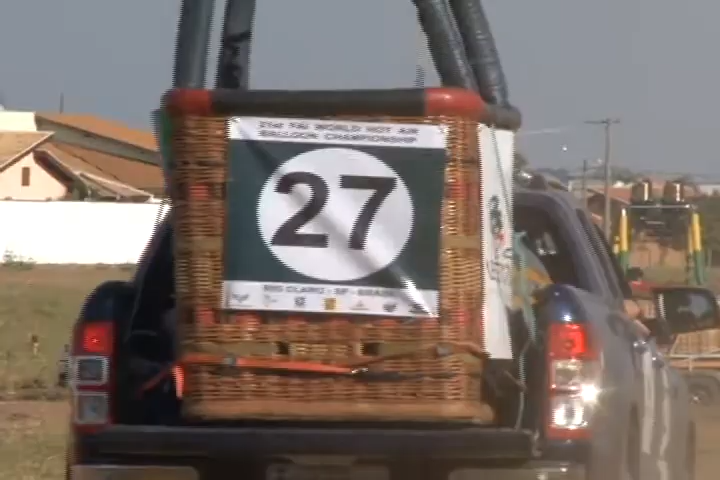 21st FAI WORLD HOT AIR
BALLOON CHAMPIONSHIP
27
RIO CLARO - SP - BRASIL